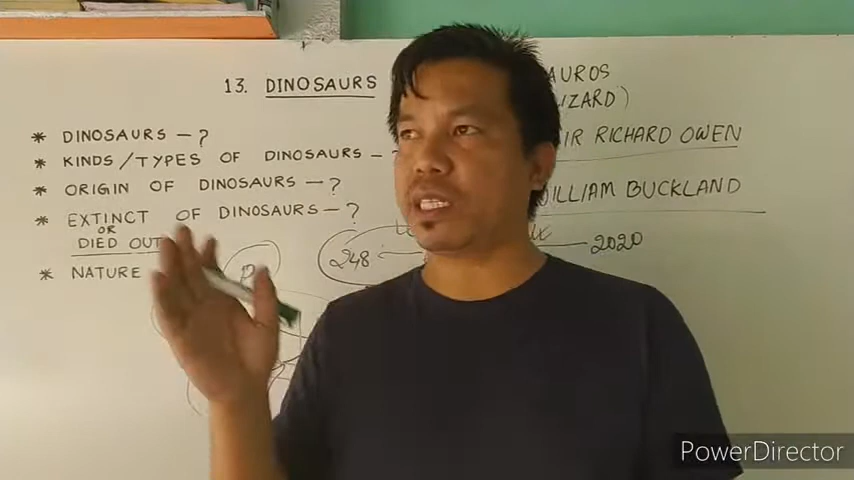 13. DINOSAURS
AUROS
IZARD)
* DINOSAURS – ?
IR RICHARD OWEN
* KINDS/TYPES OF DINOSAURS –
* ORIGIN OF DINOSAURS – ?
ILLIAM BUCKLAND
* EXTINCT OF DINOSAURS – ?
OR
DIED OUT
248 2020
* NATURE
PowerDirector